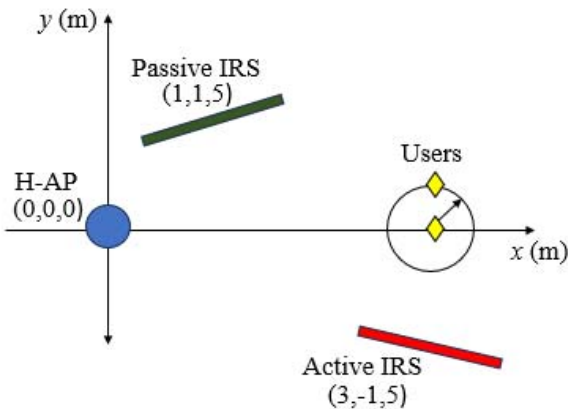 y (m)
Passive IRS
(1,1,5)
Users
H-AP
(0,0,0)
x (m)
Active IRS
(3,-1,5)